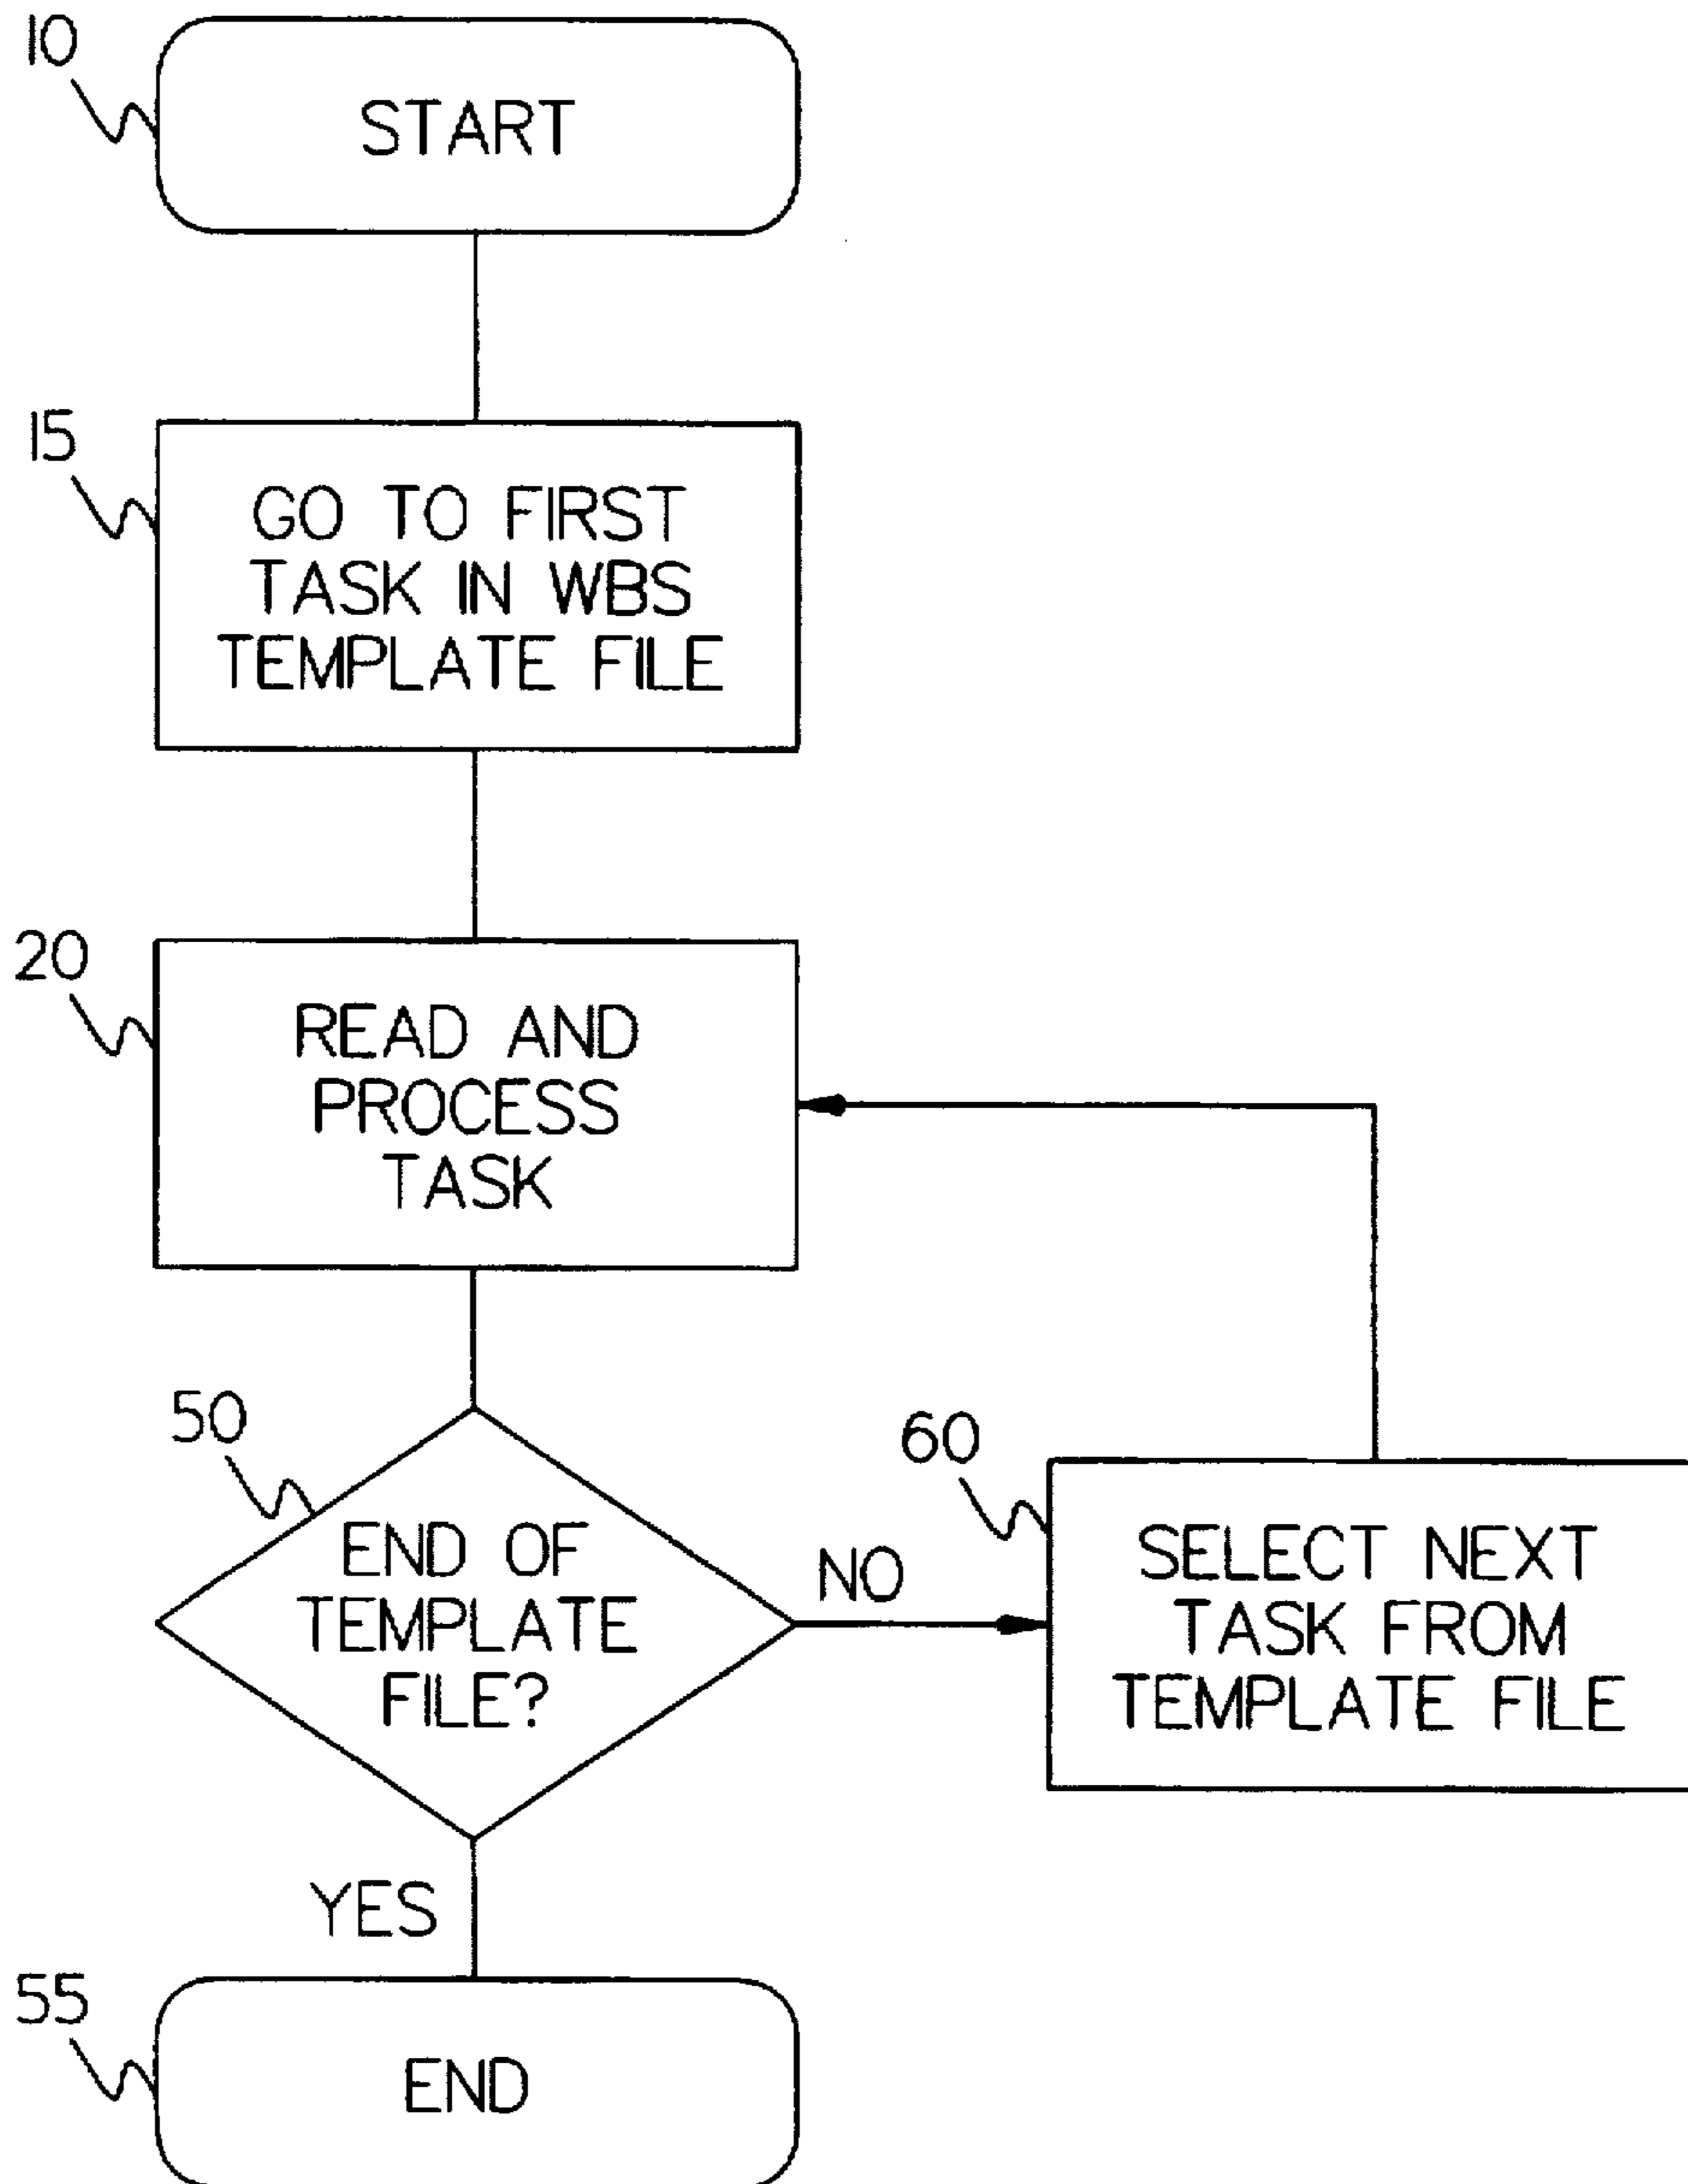 10
START
15
GO TO FIRST
TASK IN WBS
TEMPLATE FILE
20
READ AND
PROCESS
TASK
50
END OF
TEMPLATE
FILE?
NO
60
SELECT NEXT
TASK FROM
TEMPLATE FILE
YES
55
END